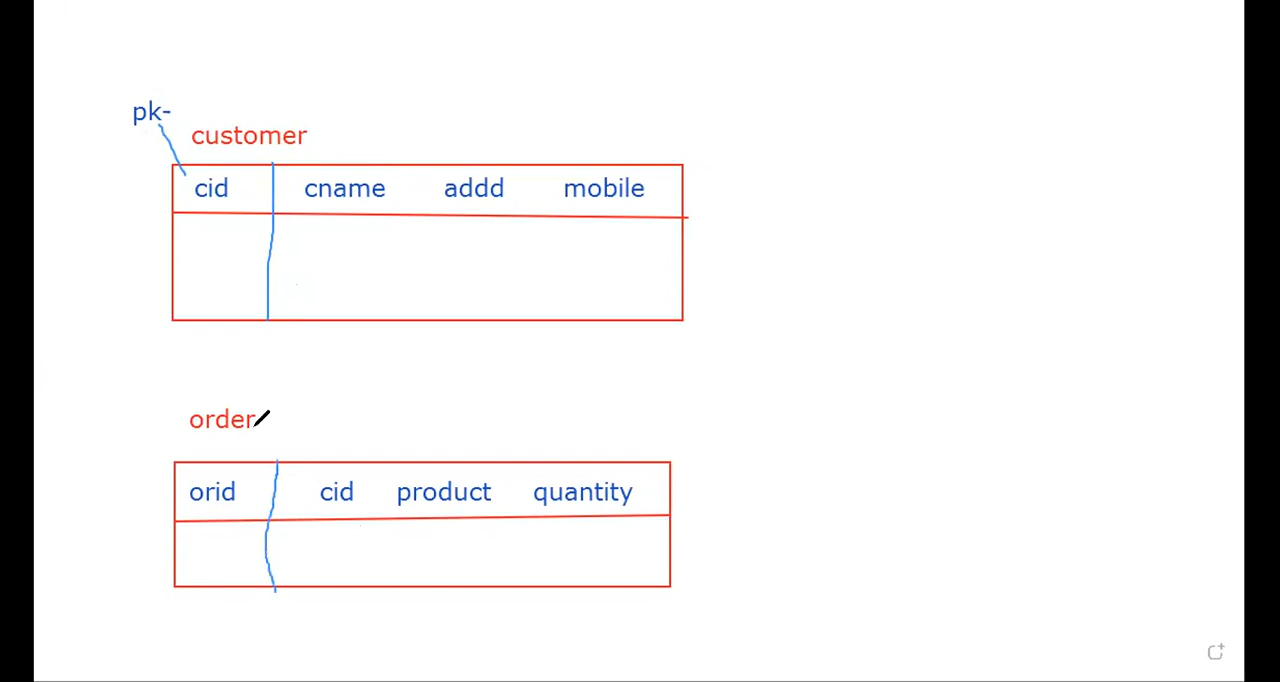 pk-
customer
cid cname addd mobile
order
orid cid product quantity